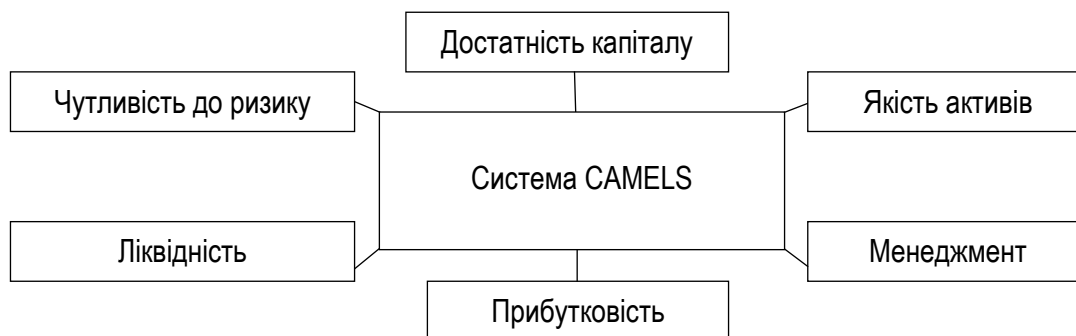 Достатність капіталу
Чутливість до ризику
Якість активів
Система CAMELS
Ліквідність
Менеджмент
Прибутковість